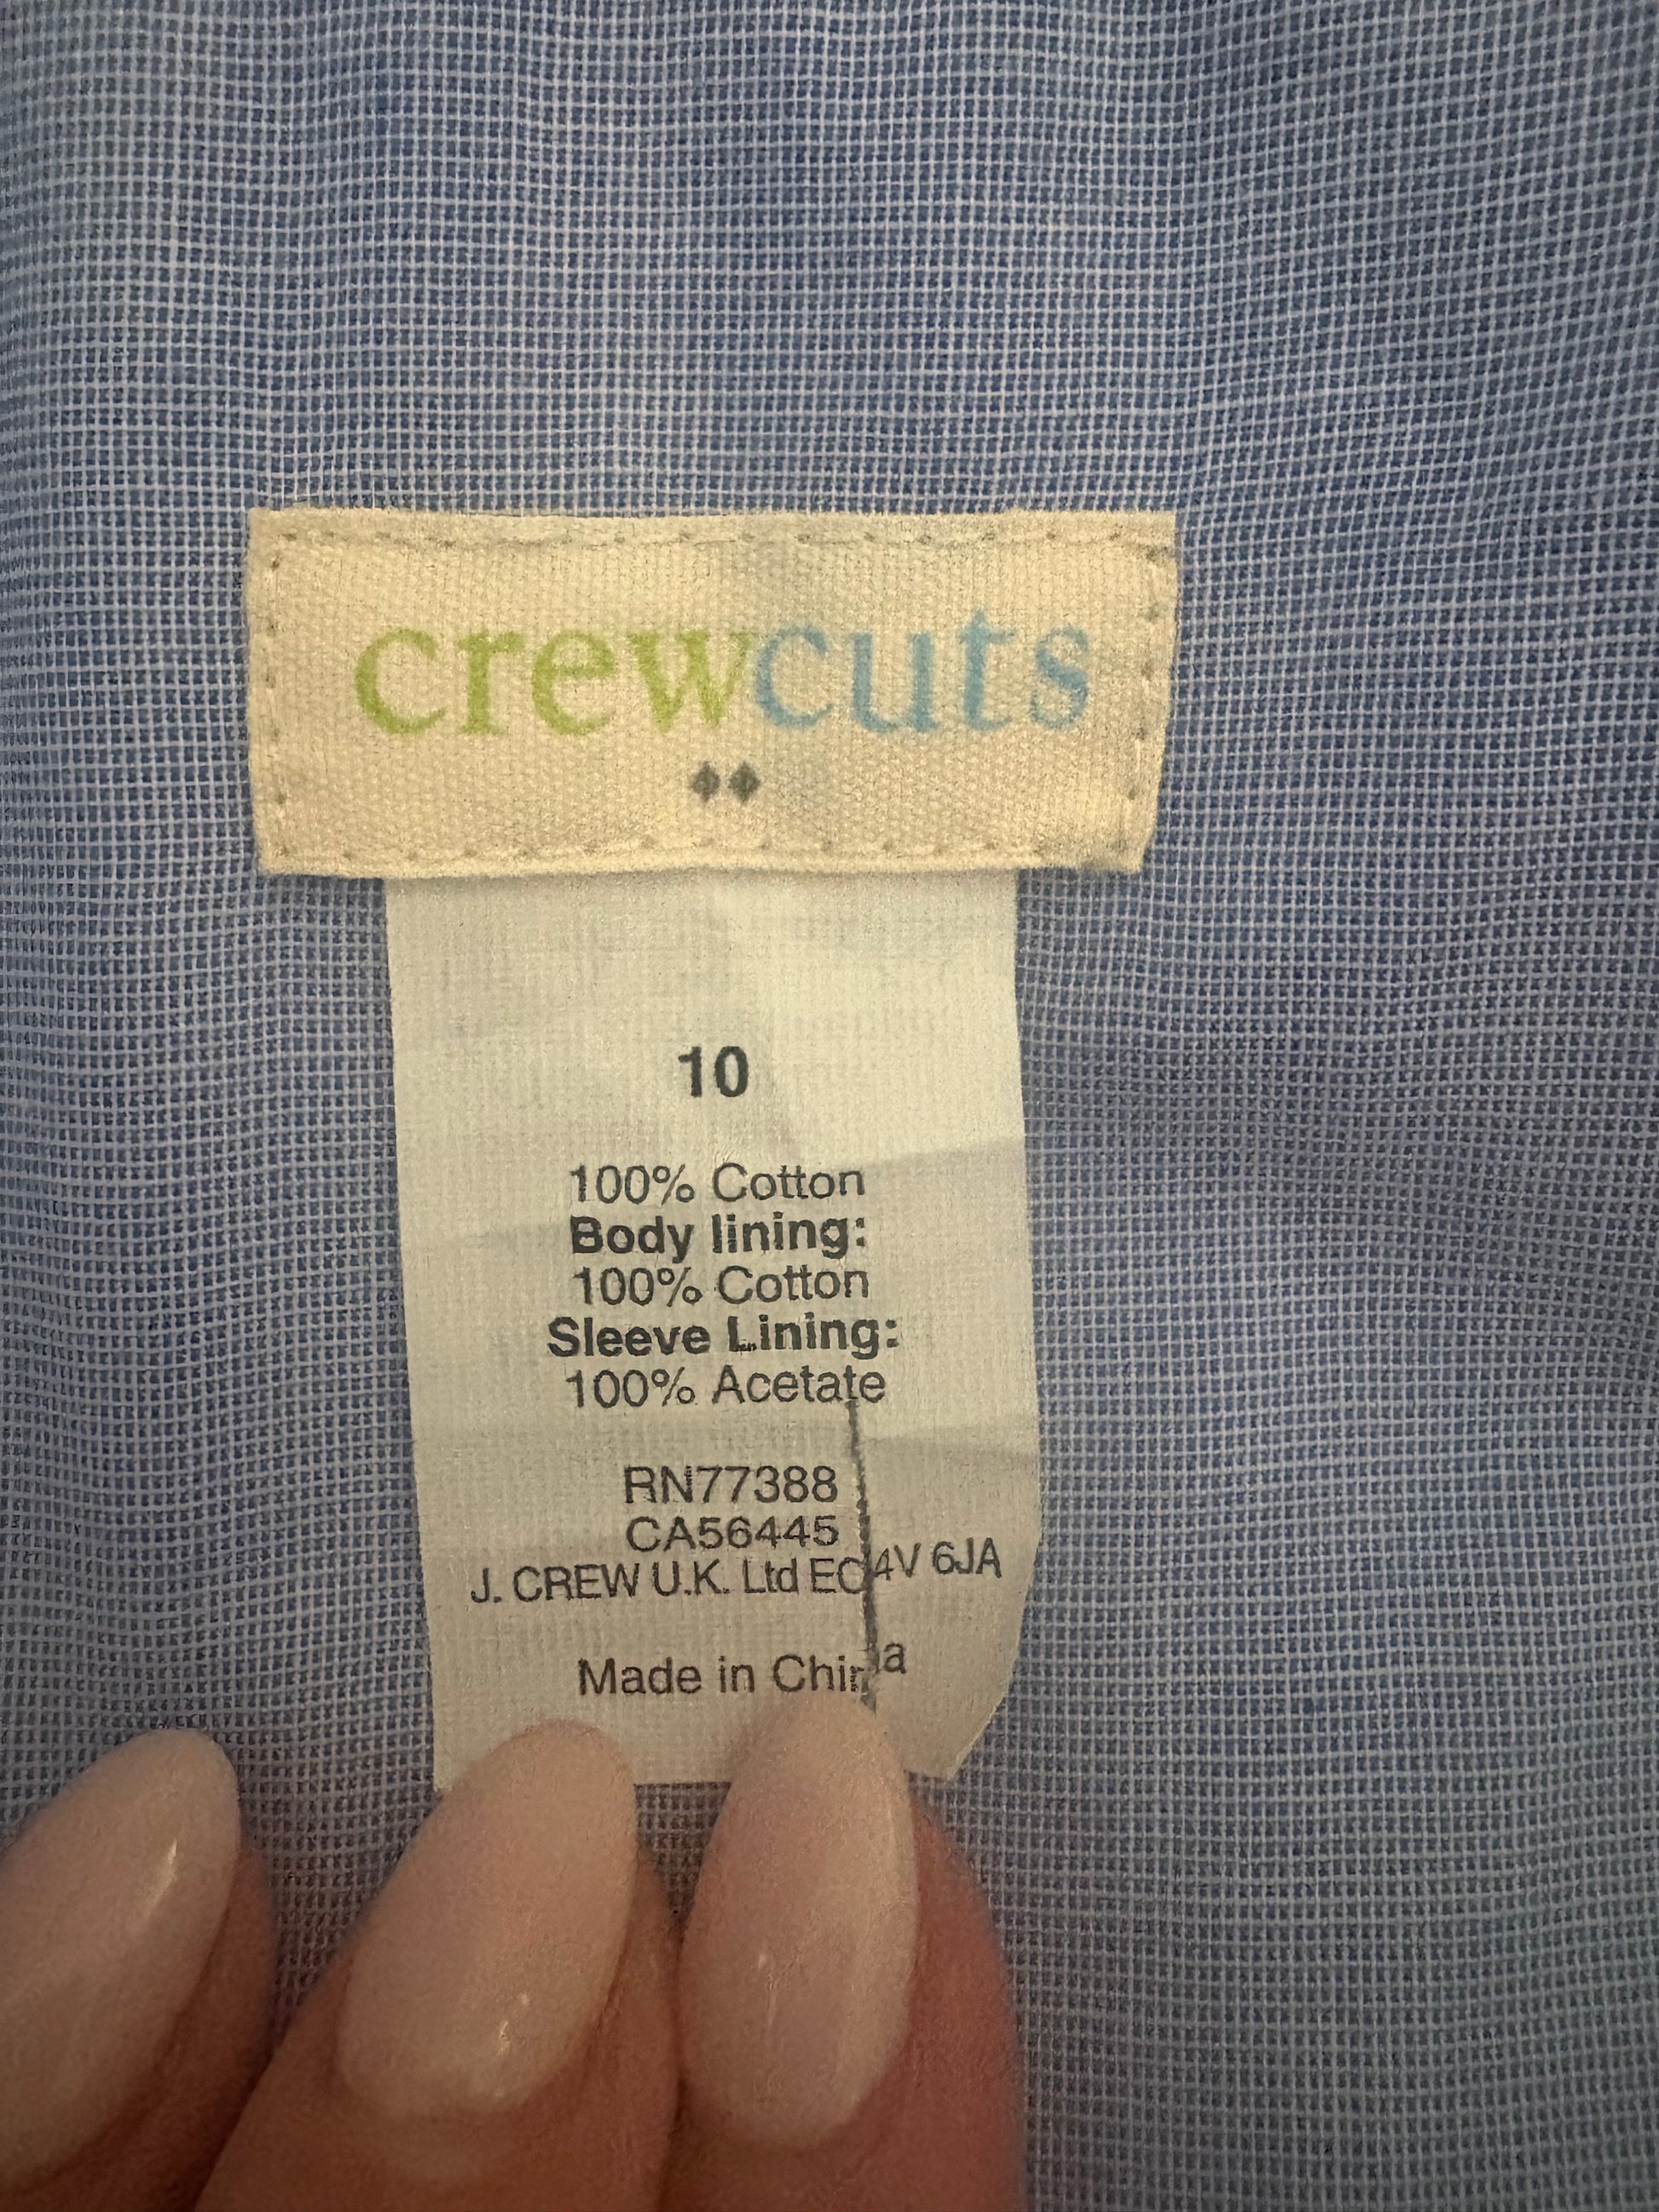 crewcuts
10
100% Cotton
Body lining:
100% Cotton
Sleeve Lining:
100% Acetate
RN77388
CA56445
J. CREW U.K. Ltd EC4V 6JA
Made in China